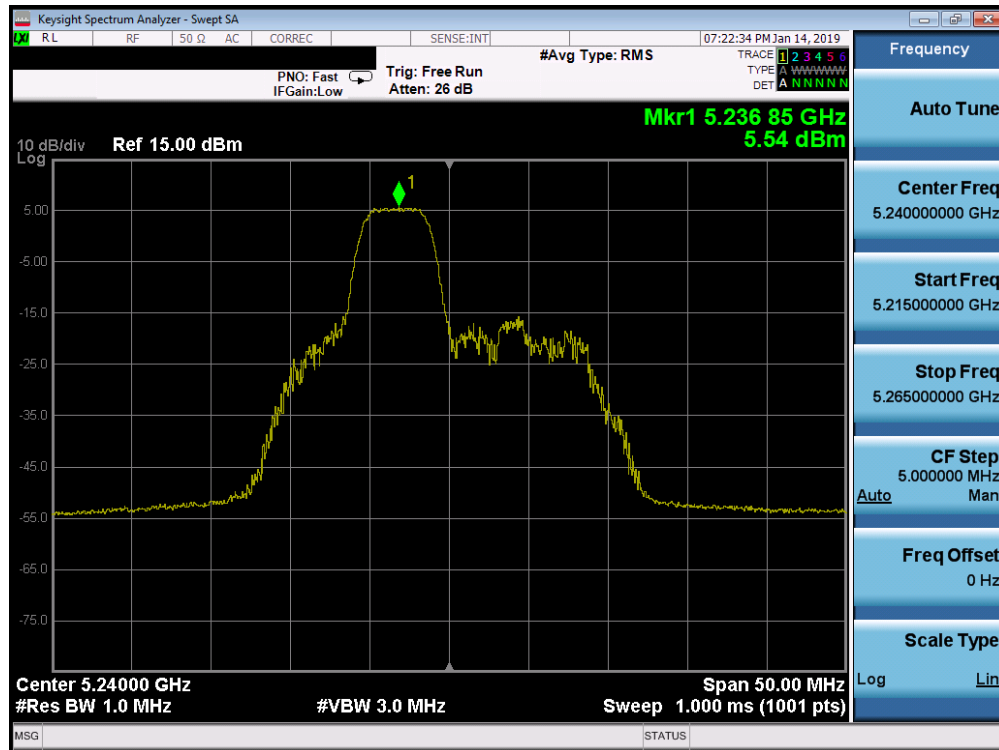 Keysight Spectrum Analyzer - Swept SA
LXI RL RF 50 Ω AC CORREC SENSE:INT 07:22:34 PM Jan 14, 2019
#Avg Type: RMS TRACE 1 2 3 4 5 6
PNO: Fast Trig: Free Run TYPE A WWWWW
IFGain:Low Atten: 26 dB DET A N N N N N
Mkr1 5.236 85 GHz
5.54 dBm
10 dB/div Ref 15.00 dBm
Log
1
5.00
-5.00
-15.0
-25.0
-35.0
-45.0
-55.0
-65.0
-75.0
Center 5.24000 GHz Span 50.00 MHz
#Res BW 1.0 MHz #VBW 3.0 MHz Sweep 1.000 ms (1001 pts)
MSG STATUS
Frequency
Auto Tune
Center Freq
5.240000000 GHz
Start Freq
5.215000000 GHz
Stop Freq
5.265000000 GHz
CF Step
5.000000 MHz
Auto Man
Freq Offset
0 Hz
Scale Type
Log Lin